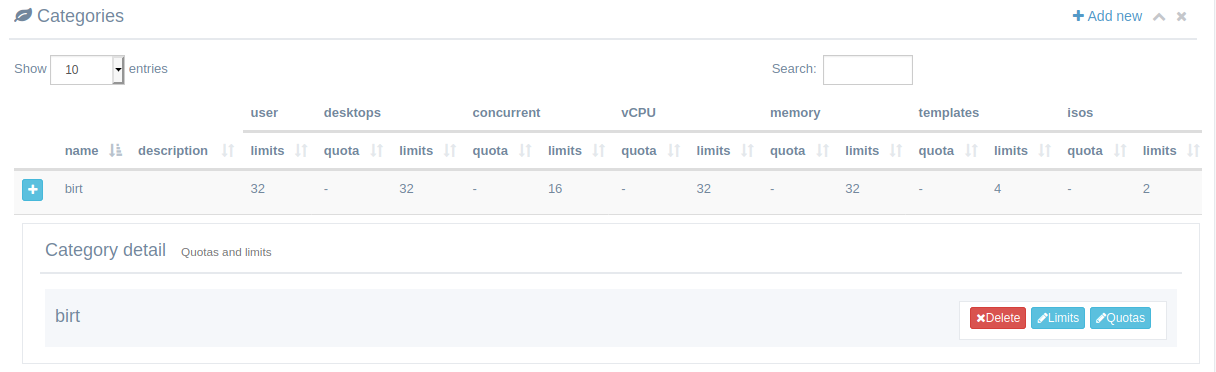 Categories Add new
Show 10 entries Search:
user desktops concurrent vCPU memory templates isos
name description limits quota limits quota limits quota limits quota limits quota limits quota limits
birt 32 - 32 - 16 - 32 - 32 - 4 - 2
Category detail Quotas and limits
birt Delete Limits Quotas